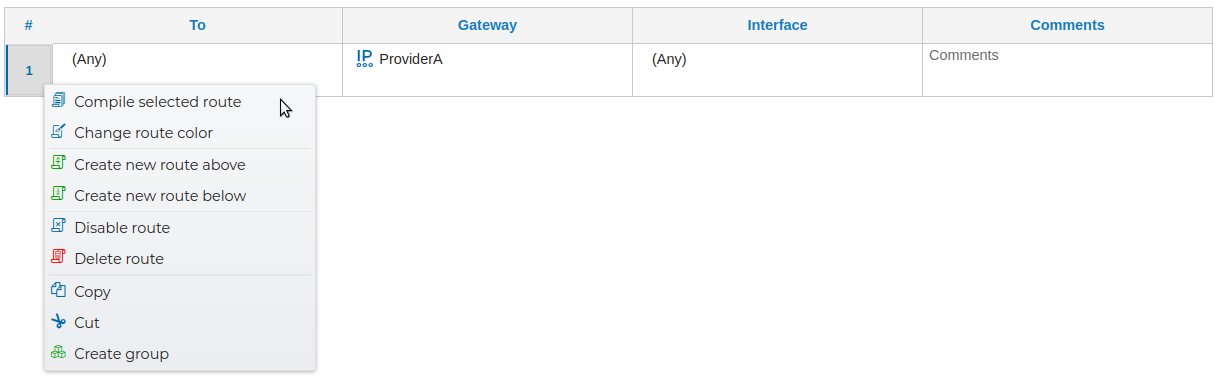 # To Gateway Interface Comments
1 (Any) IP ProviderA (Any) Comments
Compile selected route
Change route color
Create new route above
Create new route below
Disable route
Delete route
Copy
Cut
Create group